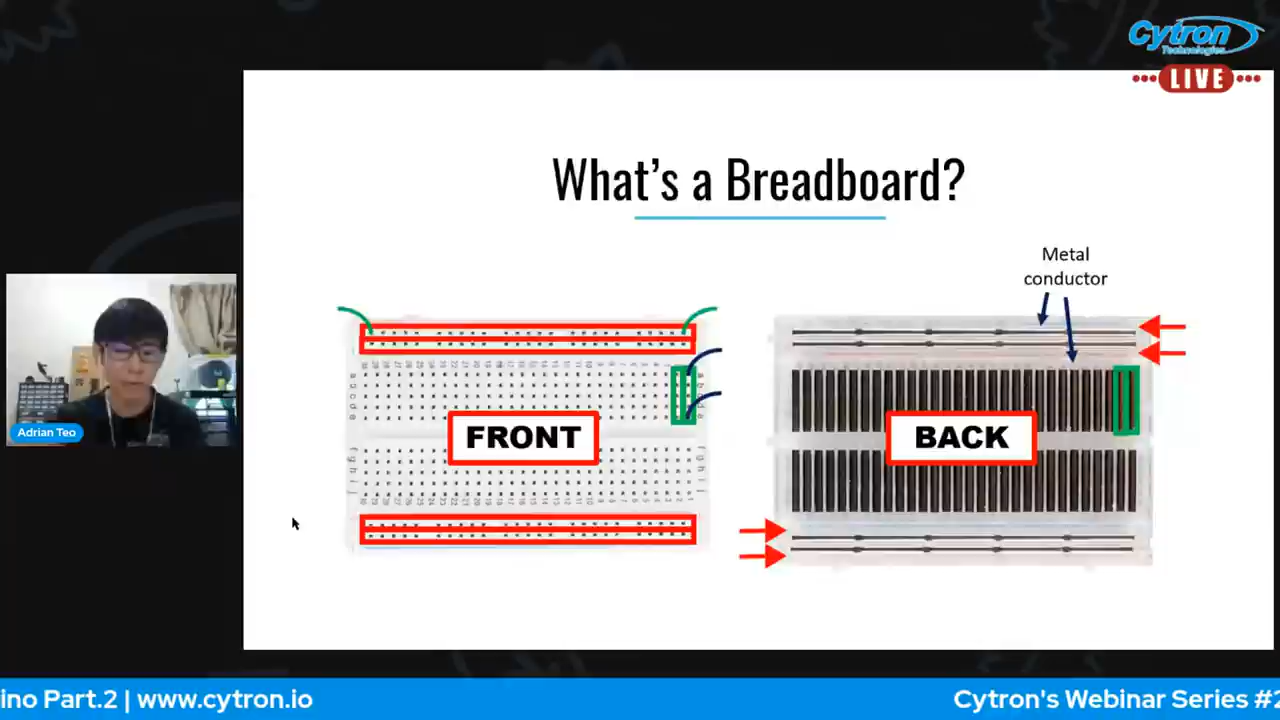 Cytron
Technologies
LIVE
What's a Breadboard?
Metal
conductor
FRONT
BACK
Adrian Teo
ino Part.2 | www.cytron.io
Cytron's Webinar Series #2